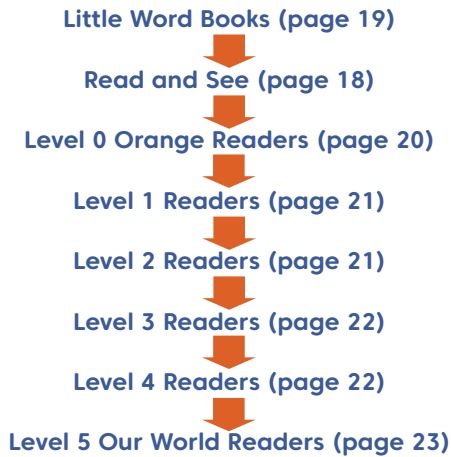 Little Word Books (page 19)
Read and See (page 18)
Level 0 Orange Readers (page 20)
Level 1 Readers (page 21)
Level 2 Readers (page 21)
Level 3 Readers (page 22)
Level 4 Readers (page 22)
Level 5 Our World Readers (page 23)